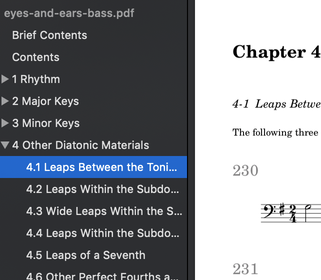 eyes-and-ears-bass.pdf
Brief Contents
Contents
1 Rhythm
2 Major Keys
3 Minor Keys
4 Other Diatonic Materials
4.1 Leaps Between the Toni...
4.2 Leaps Within the Subdo...
4.3 Wide Leaps Within the S...
4.4 Leaps Within the Subdo...
4.5 Leaps of a Seventh
4.6 Other Perfect Fourths a...
Chapter 4
4-1 Leaps Betwe
The following three
230
231